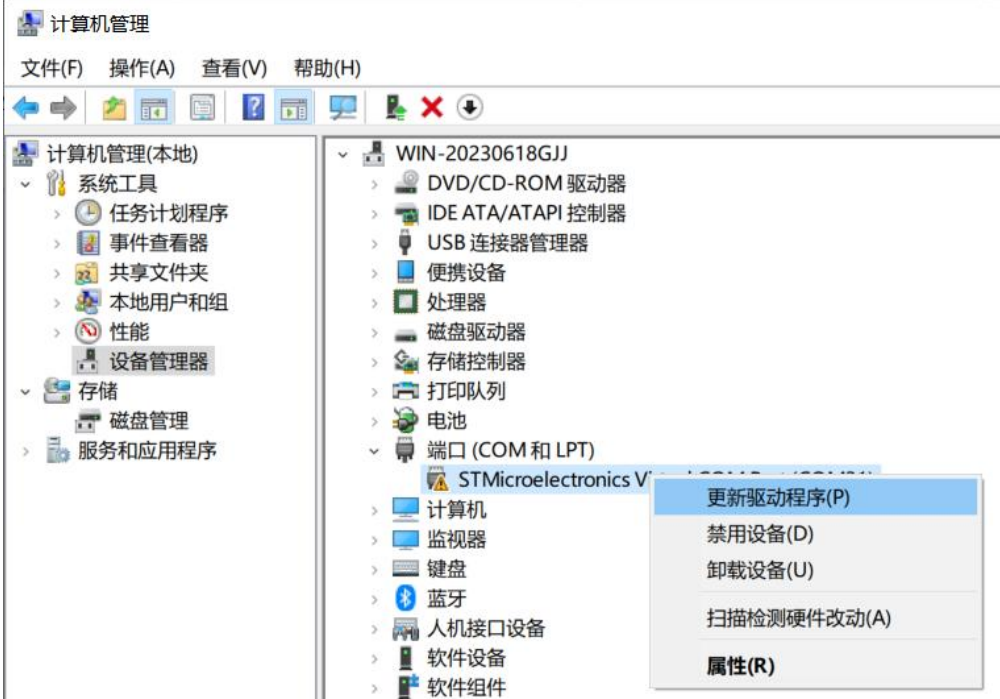 计算机管理
文件(F) 操作(A) 查看(V) 帮助(H)
计算机管理(本地)
系统工具
任务计划程序
事件查看器
共享文件夹
本地用户和组
性能
设备管理器
存储
磁盘管理
服务和应用程序
WIN-20230618GJJ
DVD/CD-ROM 驱动器
IDE ATA/ATAPI 控制器
USB 连接器管理器
便携设备
处理器
磁盘驱动器
存储控制器
打印队列
电池
端口 (COM 和 LPT)
STMicroelectronics
计算机
监视器
键盘
蓝牙
人机接口设备
软件设备
软件组件
更新驱动程序(P)
禁用设备(D)
卸载设备(U)
扫描检测硬件改动(A)
属性(R)